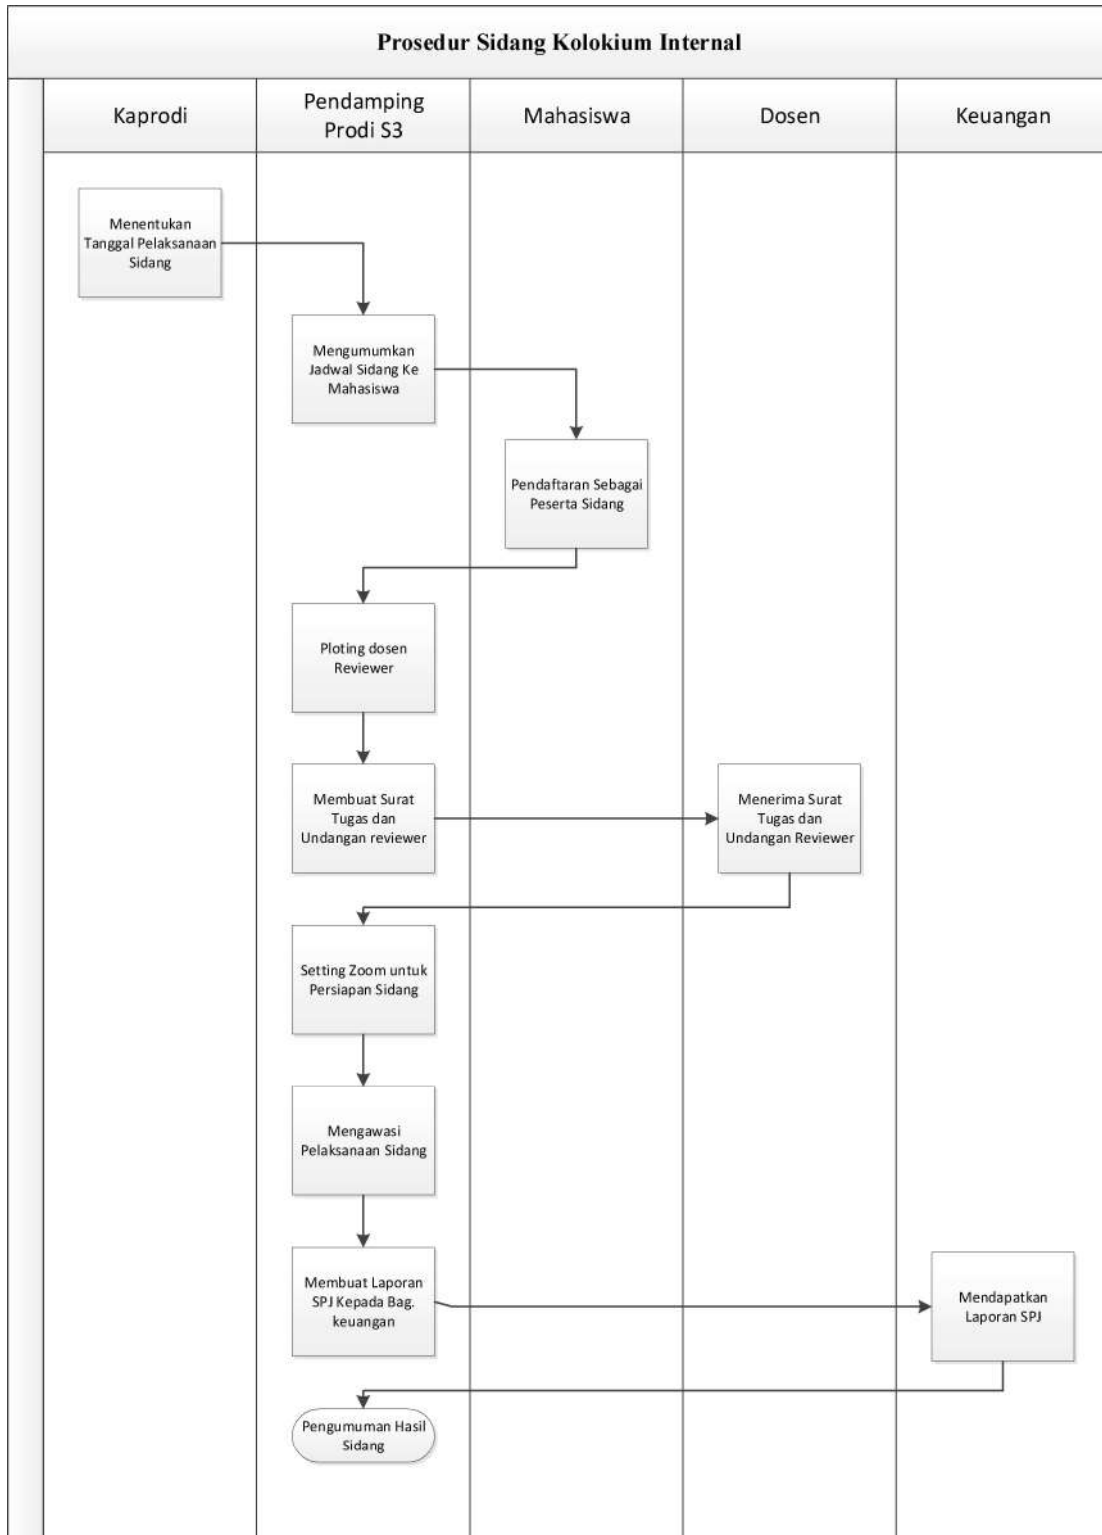 Prosedur Sidang Kolokium Internal
Kaprodi
Pendamping
Prodi S3
Mahasiswa
Dosen
Keuangan
Menentukan
Tanggal Pelaksanaan
Sidang
Mengumumkan
Jadwal Sidang Ke
Mahasiswa
Pendaftaran Sebagai
Peserta Sidang
Ploting dosen
Reviewer
Membuat Surat
Tugas dan
Undangan reviewer
Menerima Surat
Tugas dan
Undangan Reviewer
Setting Zoom untuk
Persiapan Sidang
Mengawasi
Pelaksanaan Sidang
Membuat Laporan
SPJ Kepada Bag.
keuangan
Mendapatkan
Laporan SPJ
Pengumuman Hasil
Sidang